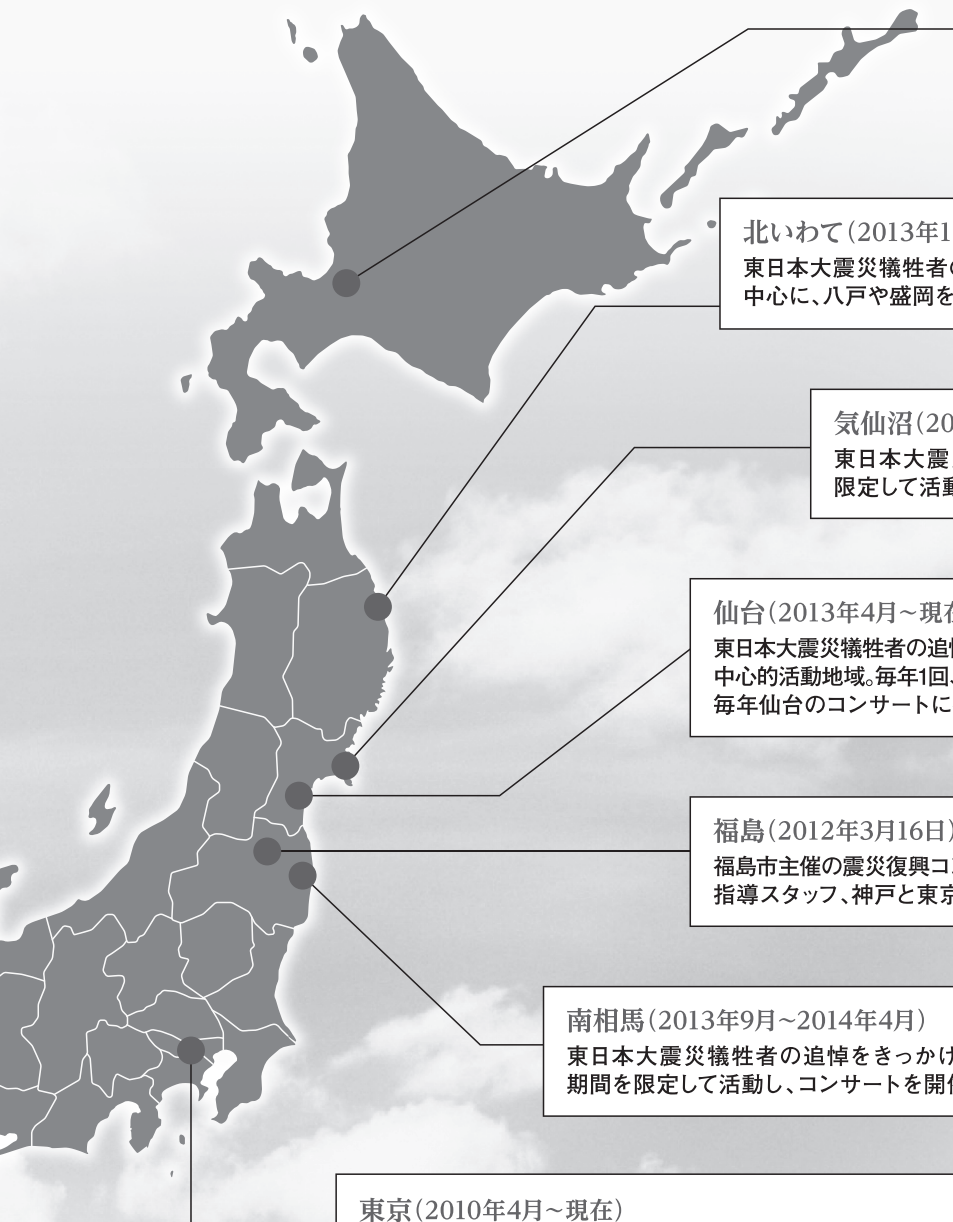 北いわて（2013年1
東日本大震災犠牲者の
中心に、八戸や盛岡を
気仙沼（20
東日本大震
限定して活動
仙台（2013年4月～現在
東日本大震災犠牲者の追悼
中心的活動地域。毎年1回、
毎年仙台のコンサートに
福島（2012年3月16日）
福島市主催の震災復興コン
指導スタッフ、神戸と東京
南相馬（2013年9月～2014年4月）
東日本大震災犠牲者の追悼をきっかけ
期間を限定して活動し、コンサートを開催
東京（2010年4月～現在）